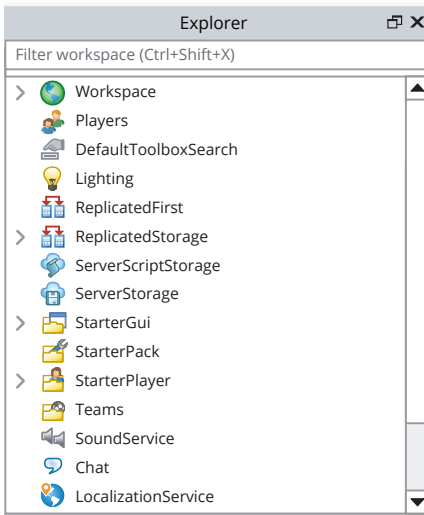 Explorer
Filter workspace (Ctrl+Shift+X)
Workspace
Players
DefaultToolboxSearch
Lighting
ReplicatedFirst
ReplicatedStorage
ServerScriptStorage
ServerStorage
StarterGui
StarterPack
StarterPlayer
Teams
SoundService
Chat
LocalizationService